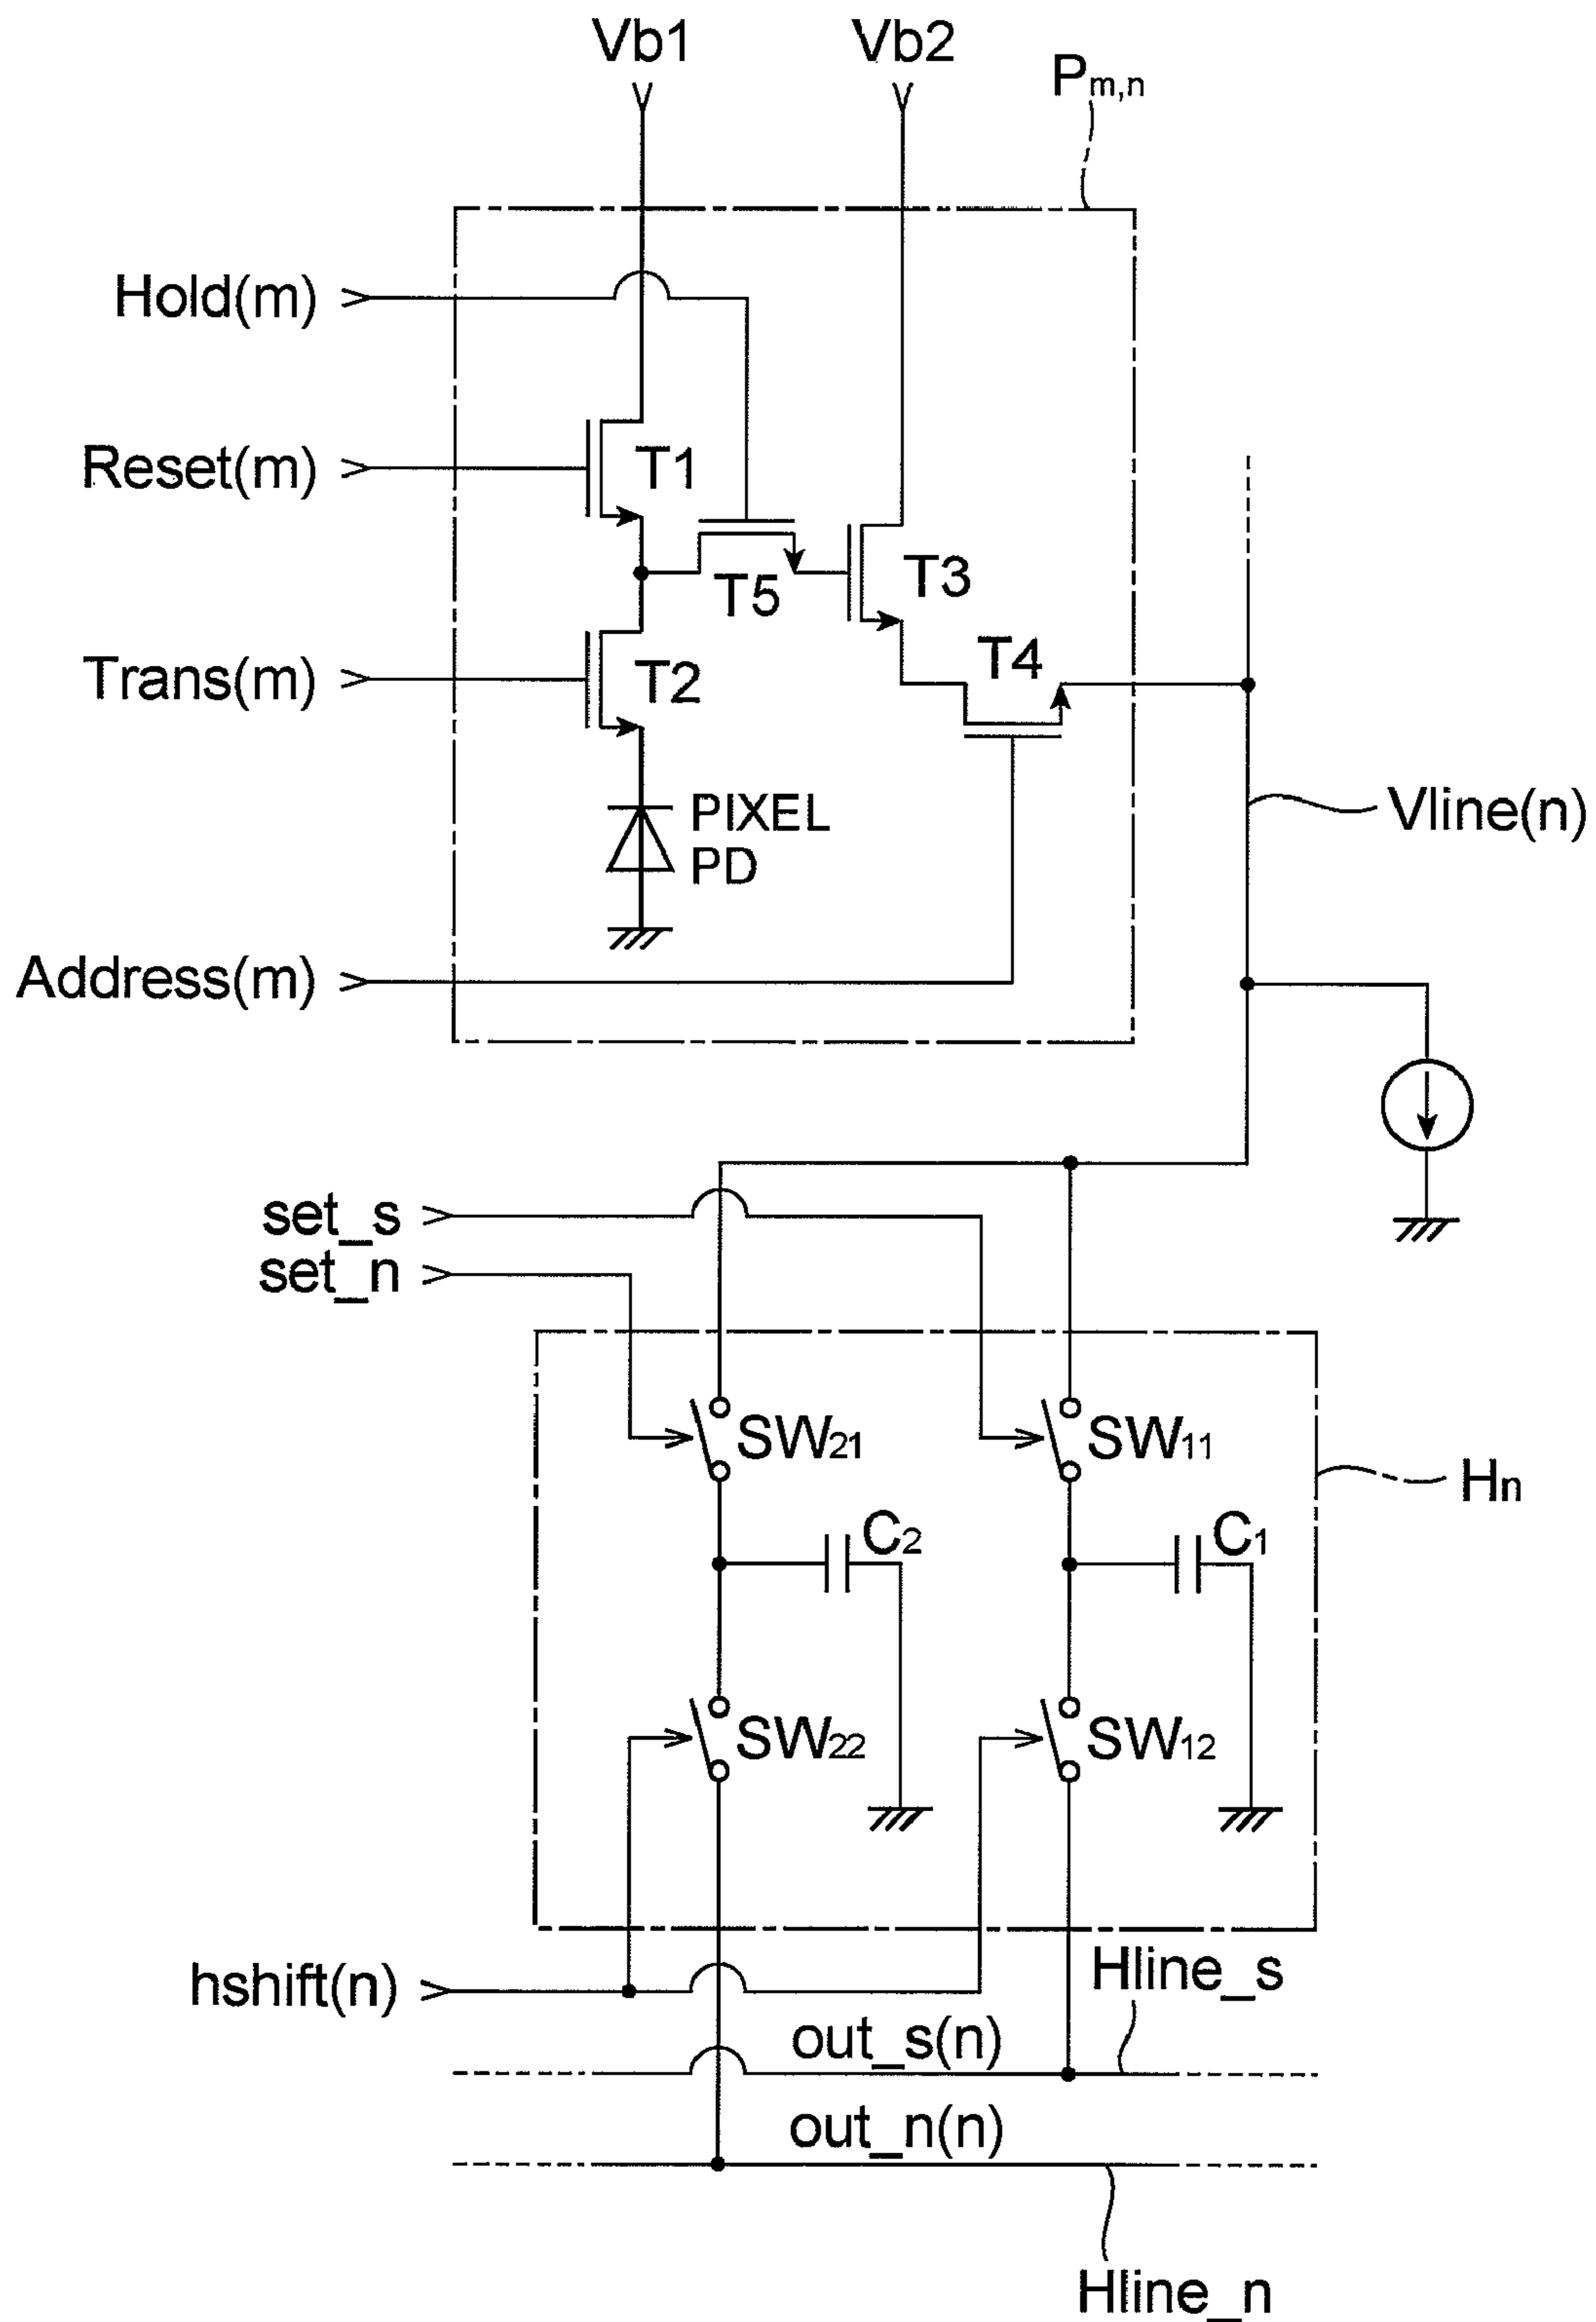 Vb1
Vb2
Pm,n
Hold(m)
Reset(m)
T1
T5
T3
T4
Trans(m)
T2
PIXEL
PD
Vline(n)
Address(m)
set_s
set_n
SW21
SW11
Hn
C2
C1
SW22
SW12
hshift(n)
Hline_s
out_s(n)
out_n(n)
Hline_n